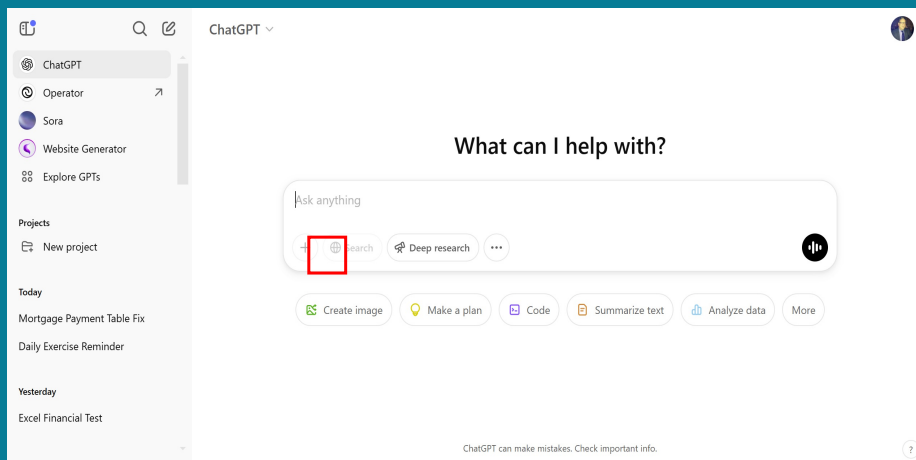 ChatGPT
ChatGPT
Operator
Sora
Website Generator
Explore GPTs
Projects
New project
Today
Mortgage Payment Table Fix
Daily Exercise Reminder
Yesterday
Excel Financial Test
What can I help with?
Ask anything
Search
Deep research
Create image
Make a plan
Code
Summarize text
Analyze data
More
ChatGPT can make mistakes. Check important info.
?